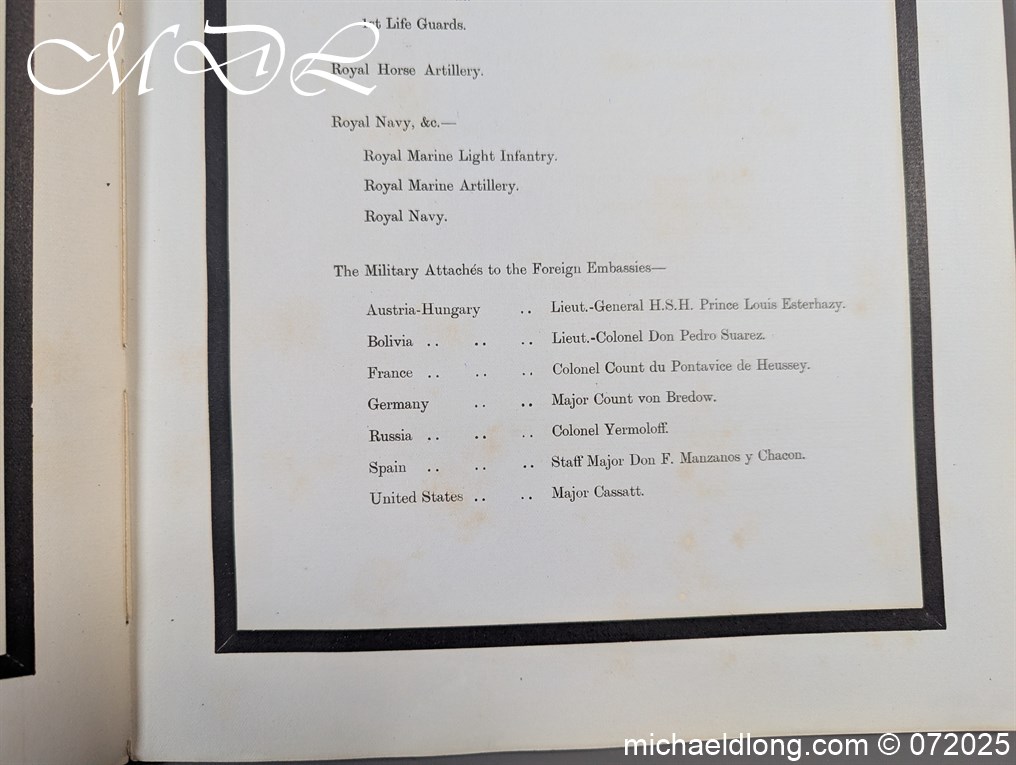 1st Life Guards.
MDL
Royal Horse Artillery.
Royal Navy, &c.—
Royal Marine Light Infantry.
Royal Marine Artillery.
Royal Navy.
The Military Attachés to the Foreign Embassies—
Austria-Hungary .. Lieut.-General H.S.H. Prince Louis Esterhazy.
Bolivia .. .. .. Lieut.-Colonel Don Pedro Suarez.
France .. .. .. Colonel Count du Pontavice de Heussey.
Germany .. .. Major Count von Bredow.
Russia .. .. .. Colonel Yermoloff.
Spain .. .. .. Staff Major Don F. Manzanos y Chacon.
United States .. .. Major Cassatt.
michaeldlong.com © 072025